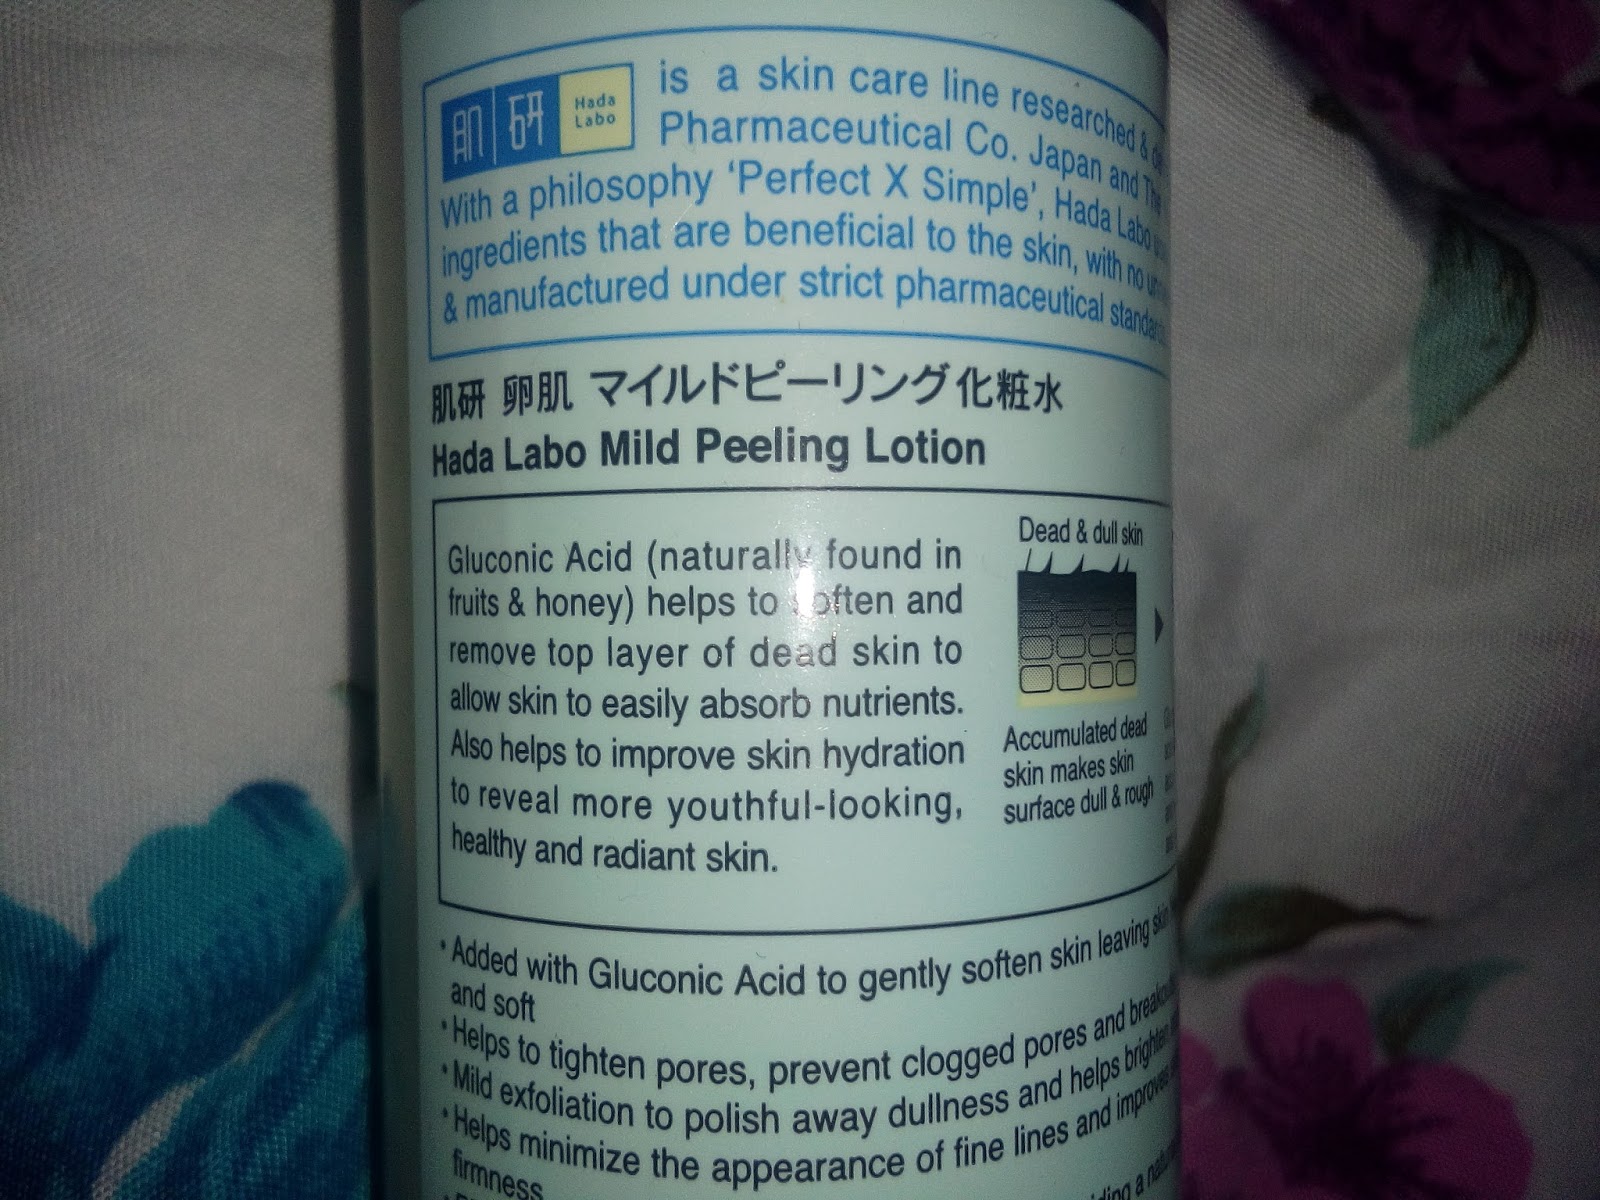 肌研 Hada Labo is a skin care line researched &
Pharmaceutical Co. Japan and The
With a philosophy ‘Perfect X Simple’, Hada Labo
ingredients that are beneficial to the skin, with no
& manufactured under strict pharmaceutical
肌研 卵肌 マイルドピーリング化粧水
Hada Labo Mild Peeling Lotion
Gluconic Acid (naturally found in
fruits & honey) helps to soften and
remove top layer of dead skin to
allow skin to easily absorb nutrients.
Also helps to improve skin hydration
to reveal more youthful-looking,
healthy and radiant skin.
Dead & dull skin
Accumulated dead
skin makes skin
surface dull & rough
• Added with Gluconic Acid to gently soften skin leaving
and soft
• Helps to tighten pores, prevent clogged pores and
• Mild exfoliation to polish away dullness and helps
• Helps minimize the appearance of fine lines and
firmness